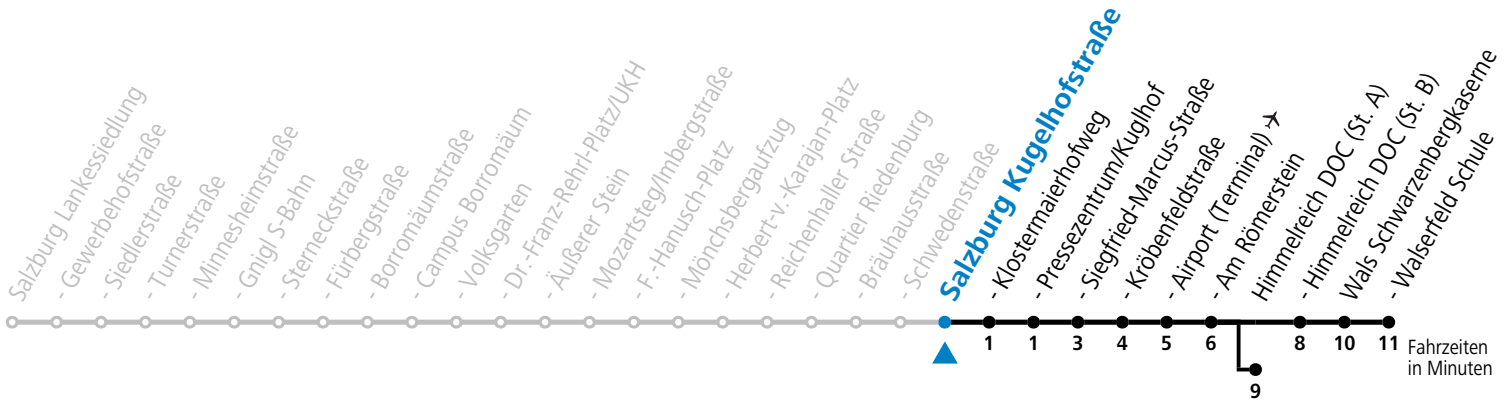 Salzburg Lankessiedlung
- Gewerbehofstraße
- Siedlerstraße
- Turnerstraße
- Minnesheimstraße
- Gnigl S-Bahn
- Sterneckstraße
- Fürbergstraße
- Borromäumstraße
- Campus Borromäum
- Volksgarten
- Dr.-Franz-Rehrl-Platz/UKH
- Äußerer Stein
- Mozartsteg/Imbergstraße
- F.-Hanusch-Platz
- Mönchsbergaufzug
- Herbert-v.-Karajan-Platz
- Reichenhaller Straße
- Quartier Riedenburg
- Bräuhausstraße
- Schwedenstraße
Salzburg Kugelhofstraße
- Klostermaierhofweg
- Pressezentrum/Kuglhof
- Siegfried-Marcus-Straße
- Kröbenfeldstraße
- Airport (Terminal)
- Am Römerstein
Himmelreich DOC (St. A)
- Himmelreich DOC (St. B)
Wals Schwarzenbergkaserne
- Walserfeld Schule
1 1 3 4 5 6 8 10 11
9
Fahrzeiten
in Minuten